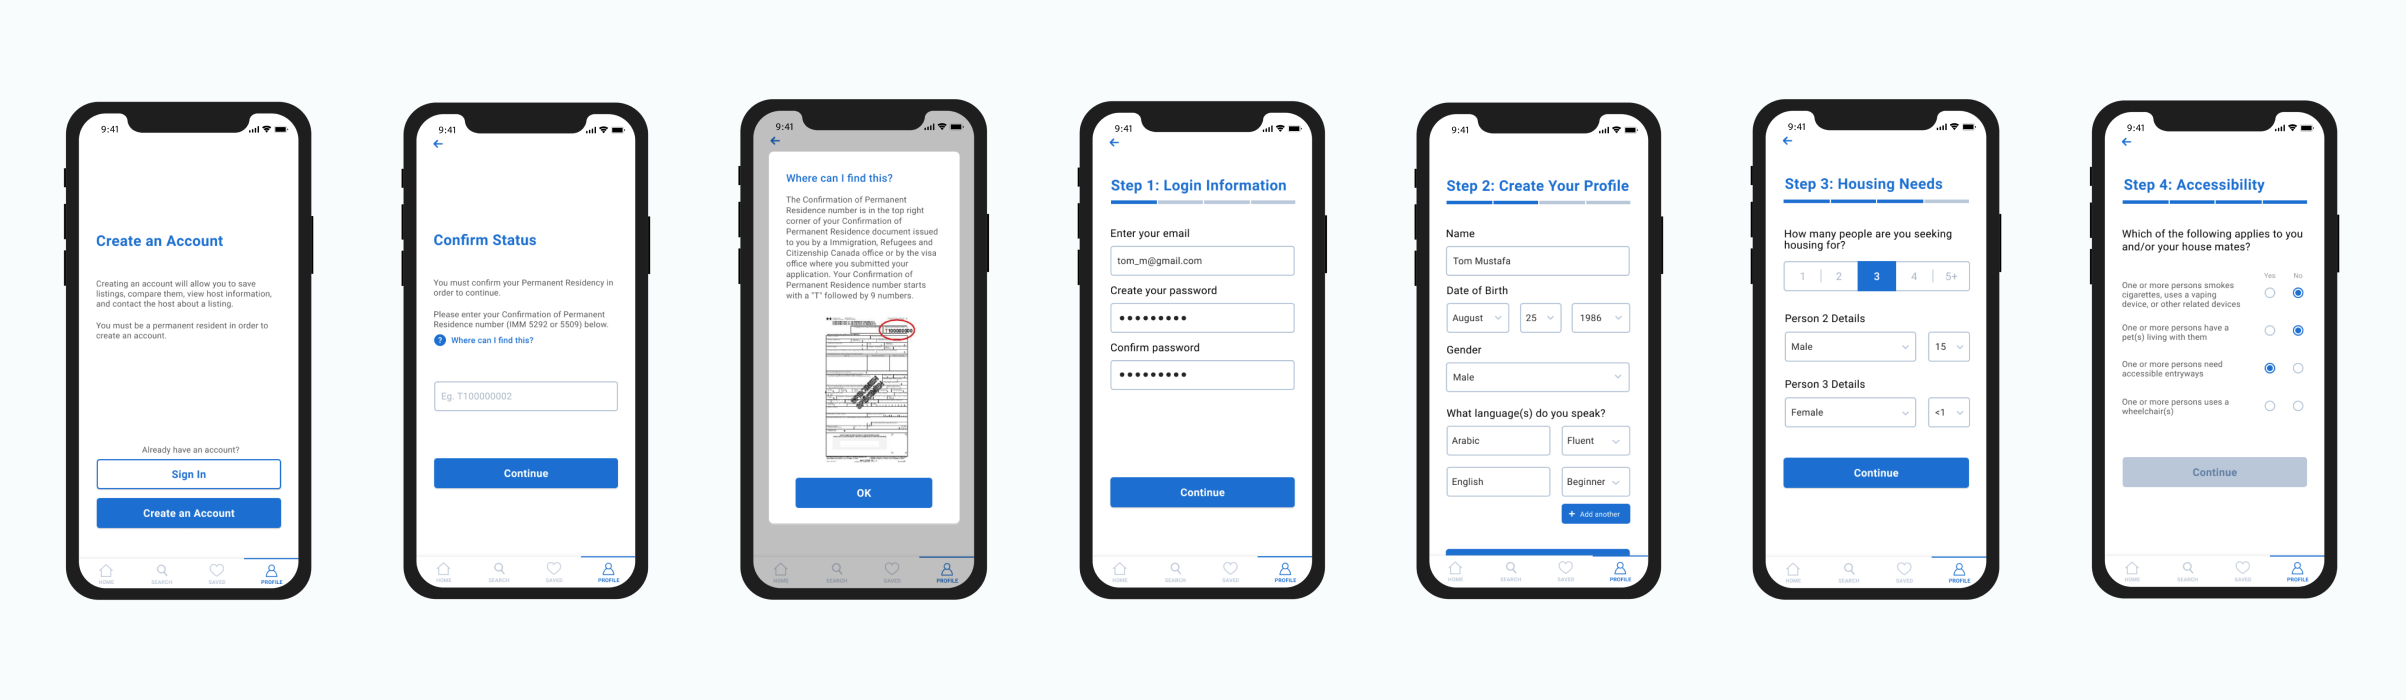 9:41
Create an Account
Creating an account will allow you to save
listings, compare them, view host information,
and contact the host about a listing.
You must be a permanent resident in order to
create an account.
Already have an account?
Sign In
Create an Account
HOME SEARCH SAVED PROFILE
9:41
Confirm Status
You must confirm your Permanent Residency in
order to continue.
Please enter your Confirmation of Permanent
Residence number (IMM 5292 or 5509) below.
? Where can I find this?
Eg. T100000002
Continue
HOME SEARCH SAVED PROFILE
9:41
Where can I find this?
The Confirmation of Permanent
Residence number is in the top right
corner of your Confirmation of
Permanent Residence document issued
to you by a Immigration, Refugees and
Citizenship Canada office or by the visa
office where you submitted your
application. Your Confirmation of
Permanent Residence number starts
with a "T" followed by 9 numbers.
OK
HOME SEARCH SAVED PROFILE
9:41
Step 1: Login Information
Enter your email
tom_m@gmail.com
Create your password
Confirm password
Continue
HOME SEARCH SAVED PROFILE
9:41
Step 2: Create Your Profile
Name
Tom Mustafa
Date of Birth
August 25 1986
Gender
Male
What language(s) do you speak?
Arabic Fluent
English Beginner
+ Add another
HOME SEARCH SAVED PROFILE
9:41
Step 3: Housing Needs
How many people are you seeking
housing for?
1 2 3 4 5+
Person 2 Details
Male 15
Person 3 Details
Female <1
Continue
HOME SEARCH SAVED PROFILE
9:41
Step 4: Accessibility
Which of the following applies to you
and/or your house mates?
Yes No
One or more persons smokes
cigarettes, uses a vaping
device, or other related devices
One or more persons have a
pet(s) living with them
One or more persons need
accessible entryways
One or more persons uses a
wheelchair(s)
Continue
HOME SEARCH SAVED PROFILE